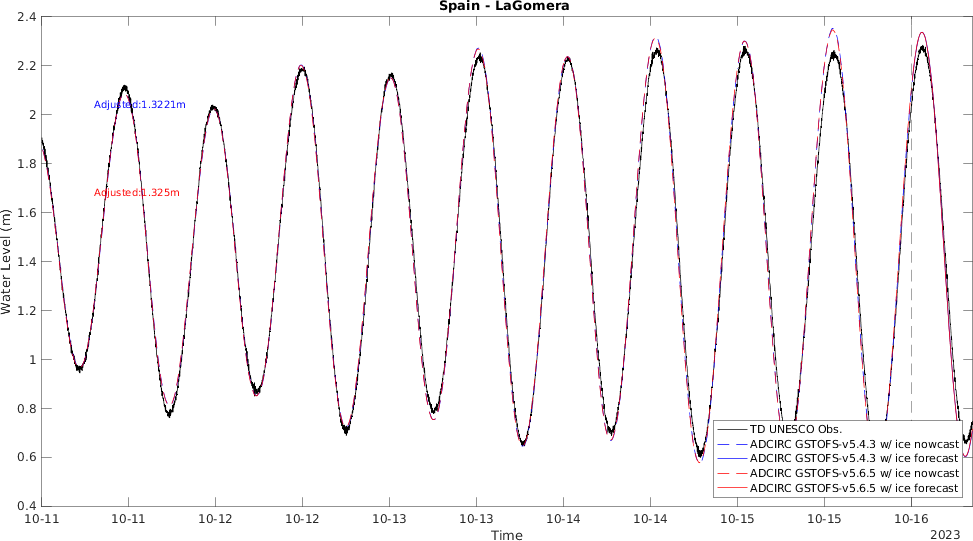 Spain - LaGomera
2.4
2.2
2
1.8
1.6
1.4
1.2
1
0.8
0.6
0.4
Water Level (m)
Adjusted:1.3221m
Adjusted:1.325m
TD UNESCO Obs.
ADCIRC GSTOFS-v5.4.3 w/ ice nowcast
ADCIRC GSTOFS-v5.4.3 w/ ice forecast
ADCIRC GSTOFS-v5.6.5 w/ ice nowcast
ADCIRC GSTOFS-v5.6.5 w/ ice forecast
10-11 10-11 10-12 10-12 10-13 10-13 10-14 10-14 10-15 10-15 10-16
Time
2023